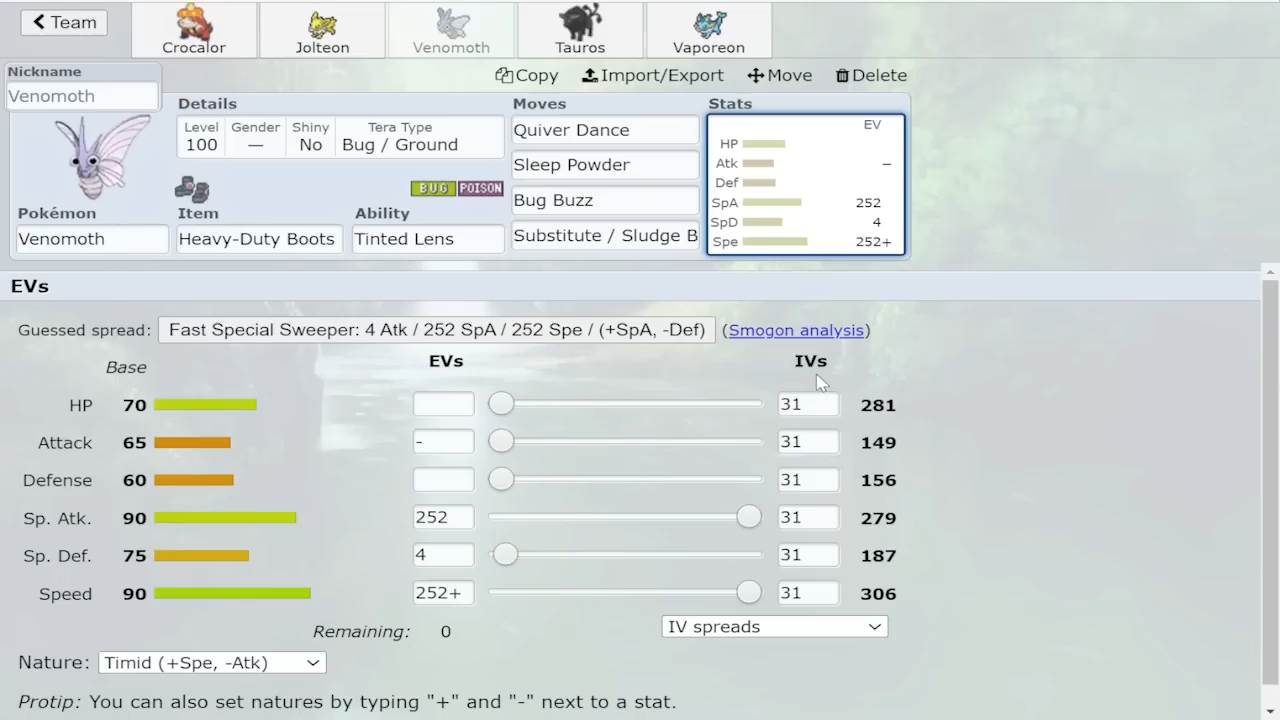 Team
Crocalor
Jolteon
Venomoth
Tauros
Vaporeon
Copy
Import/Export
Move
Delete
Nickname
Venomoth
Details
Level
100
Gender
—
Shiny
No
Tera Type
Bug / Ground
BUG POISON
Pokémon
Venomoth
Item
Heavy-Duty Boots
Ability
Tinted Lens
Moves
Quiver Dance
Sleep Powder
Bug Buzz
Substitute / Sludge B
Stats
EV
HP
Atk –
Def
SpA 252
SpD 4
Spe 252+
EVs
Guessed spread: Fast Special Sweeper: 4 Atk / 252 SpA / 252 Spe / (+SpA, -Def) (Smogon analysis)
Base EVs IVs
HP 70 31 281
Attack 65 - 31 149
Defense 60 31 156
Sp. Atk. 90 252 31 279
Sp. Def. 75 4 31 187
Speed 90 252+ 31 306
Remaining: 0 IV spreads
Nature: Timid (+Spe, -Atk)
Protip: You can also set natures by typing "+" and "-" next to a stat.